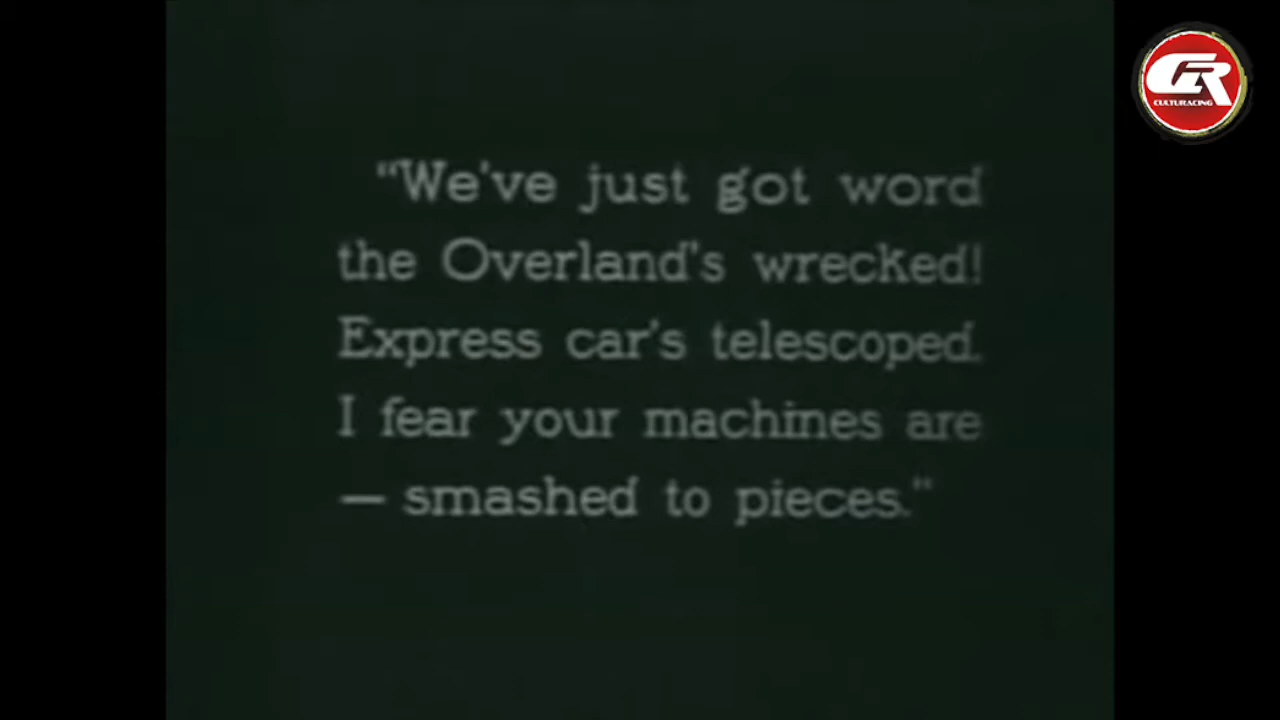 "We've just got word
the Overland's wrecked!
Express car's telescoped.
I fear your machines are
— smashed to pieces."
CR
CULTURACING